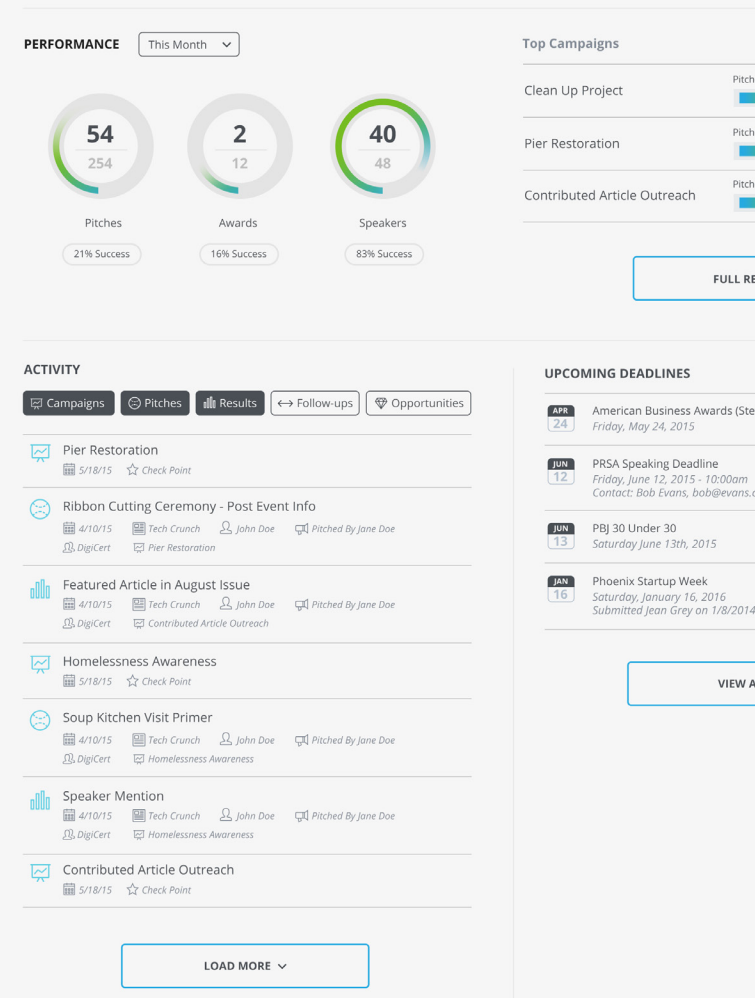 PERFORMANCE
This Month
54
254
Pitches
21% Success
2
12
Awards
16% Success
40
48
Speakers
83% Success
Top Campaigns
Clean Up Project
Pitch
Pier Restoration
Pitch
Contributed Article Outreach
Pitch
FULL RE
ACTIVITY
Campaigns
Pitches
Results
Follow-ups
Opportunities
Pier Restoration
5/18/15 Check Point
Ribbon Cutting Ceremony - Post Event Info
4/10/15 Tech Crunch John Doe Pitched By Jane Doe
DigiCert Pier Restoration
Featured Article in August Issue
4/10/15 Tech Crunch John Doe Pitched By Jane Doe
DigiCert Contributed Article Outreach
Homelessness Awareness
5/18/15 Check Point
Soup Kitchen Visit Primer
4/10/15 Tech Crunch John Doe Pitched By Jane Doe
DigiCert Homelessness Awareness
Speaker Mention
4/10/15 Tech Crunch John Doe Pitched By Jane Doe
DigiCert Homelessness Awareness
Contributed Article Outreach
5/18/15 Check Point
LOAD MORE
UPCOMING DEADLINES
APR
24
American Business Awards (Ste
Friday, May 24, 2015
JUN
12
PRSA Speaking Deadline
Friday, June 12, 2015 - 10:00am
Contact: Bob Evans, bob@evans.c
JUN
13
PBJ 30 Under 30
Saturday June 13th, 2015
JAN
16
Phoenix Startup Week
Saturday, January 16, 2016
Submitted Jean Grey on 1/8/2014
VIEW A